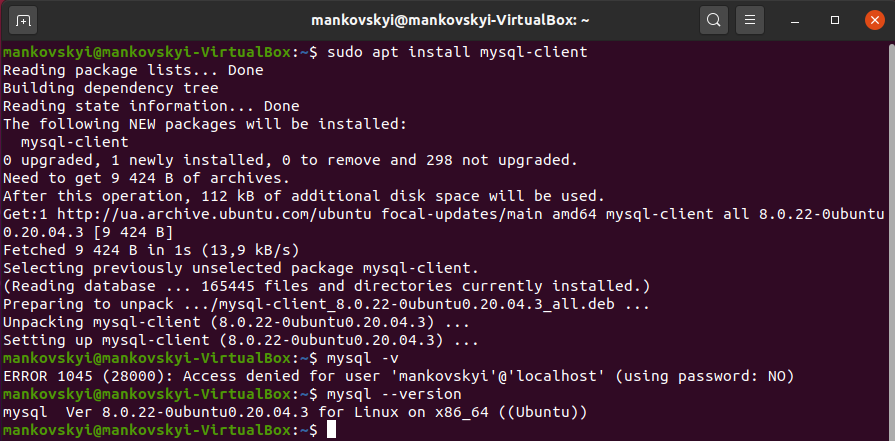 mankovskyi@mankovskyi-VirtualBox: ~
mankovskyi@mankovskyi-VirtualBox:~$ sudo apt install mysql-client
Reading package lists... Done
Building dependency tree
Reading state information... Done
The following NEW packages will be installed:
  mysql-client
0 upgraded, 1 newly installed, 0 to remove and 298 not upgraded.
Need to get 9 424 B of archives.
After this operation, 112 kB of additional disk space will be used.
Get:1 http://ua.archive.ubuntu.com/ubuntu focal-updates/main amd64 mysql-client all 8.0.22-0ubuntu
0.20.04.3 [9 424 B]
Fetched 9 424 B in 1s (13,9 kB/s)
Selecting previously unselected package mysql-client.
(Reading database ... 165445 files and directories currently installed.)
Preparing to unpack .../mysql-client_8.0.22-0ubuntu0.20.04.3_all.deb ...
Unpacking mysql-client (8.0.22-0ubuntu0.20.04.3) ...
Setting up mysql-client (8.0.22-0ubuntu0.20.04.3) ...
mankovskyi@mankovskyi-VirtualBox:~$ mysql -v
ERROR 1045 (28000): Access denied for user 'mankovskyi'@'localhost' (using password: NO)
mankovskyi@mankovskyi-VirtualBox:~$ mysql --version
mysql  Ver 8.0.22-0ubuntu0.20.04.3 for Linux on x86_64 ((Ubuntu))
mankovskyi@mankovskyi-VirtualBox:~$